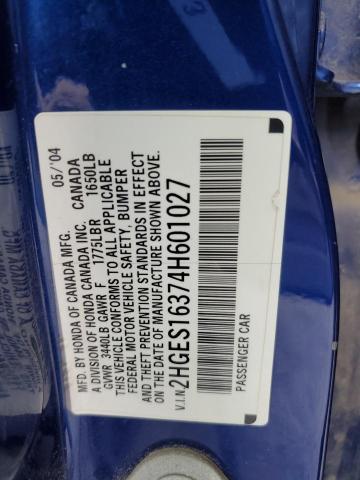 MFD. BY HONDA OF CANADA MFG. 05/'04
A DIVISION OF HONDA CANADA INC. CANADA
GVWR 3440LB GAWR F 1775LB R 1650LB
THIS VEHICLE CONFORMS TO ALL APPLICABLE
FEDERAL MOTOR VEHICLE SAFETY, BUMPER
AND THEFT PREVENTION STANDARDS IN EFFECT
ON THE DATE OF MANUFACTURE SHOWN ABOVE.
V.I.N. 2HGES16374H601027
PASSENGER CAR